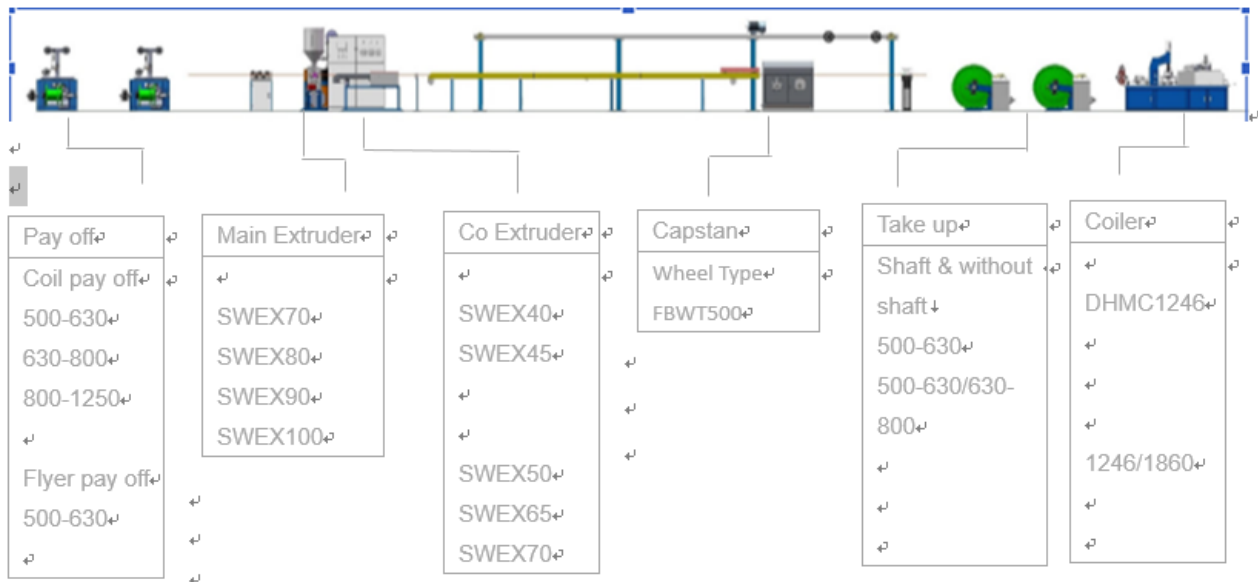 Pay off
Coil pay off
500-630
630-800
800-1250
Flyer pay off
500-630
Main Extruder
SWEX70
SWEX80
SWEX90
SWEX100
Co Extruder
SWEX40
SWEX45
SWEX50
SWEX65
SWEX70
Capstan
Wheel Type
FBWT500
Take up
Shaft & without
shaft
500-630
500-630/630-
800
Coiler
DHMC1246
1246/1860